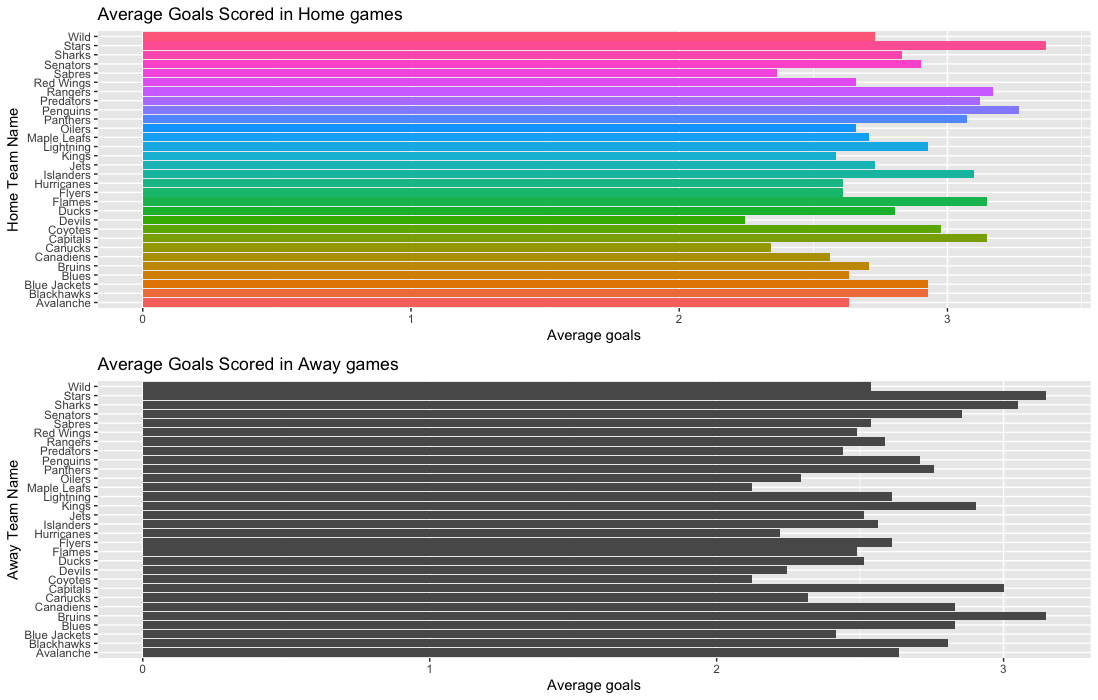 Average Goals Scored in Home games
Home Team Name
Wild
Stars
Sharks
Senators
Sabres
Red Wings
Rangers
Predators
Penguins
Panthers
Oilers
Maple Leafs
Lightning
Kings
Jets
Islanders
Hurricanes
Flyers
Flames
Ducks
Devils
Coyotes
Capitals
Canucks
Canadiens
Bruins
Blues
Blue Jackets
Blackhawks
Avalanche
0 1 2 3
Average goals
Average Goals Scored in Away games
Away Team Name
Wild
Stars
Sharks
Senators
Sabres
Red Wings
Rangers
Predators
Penguins
Panthers
Oilers
Maple Leafs
Lightning
Kings
Jets
Islanders
Hurricanes
Flyers
Flames
Ducks
Devils
Coyotes
Capitals
Canucks
Canadiens
Bruins
Blues
Blue Jackets
Blackhawks
Avalanche
0 1 2 3
Average goals